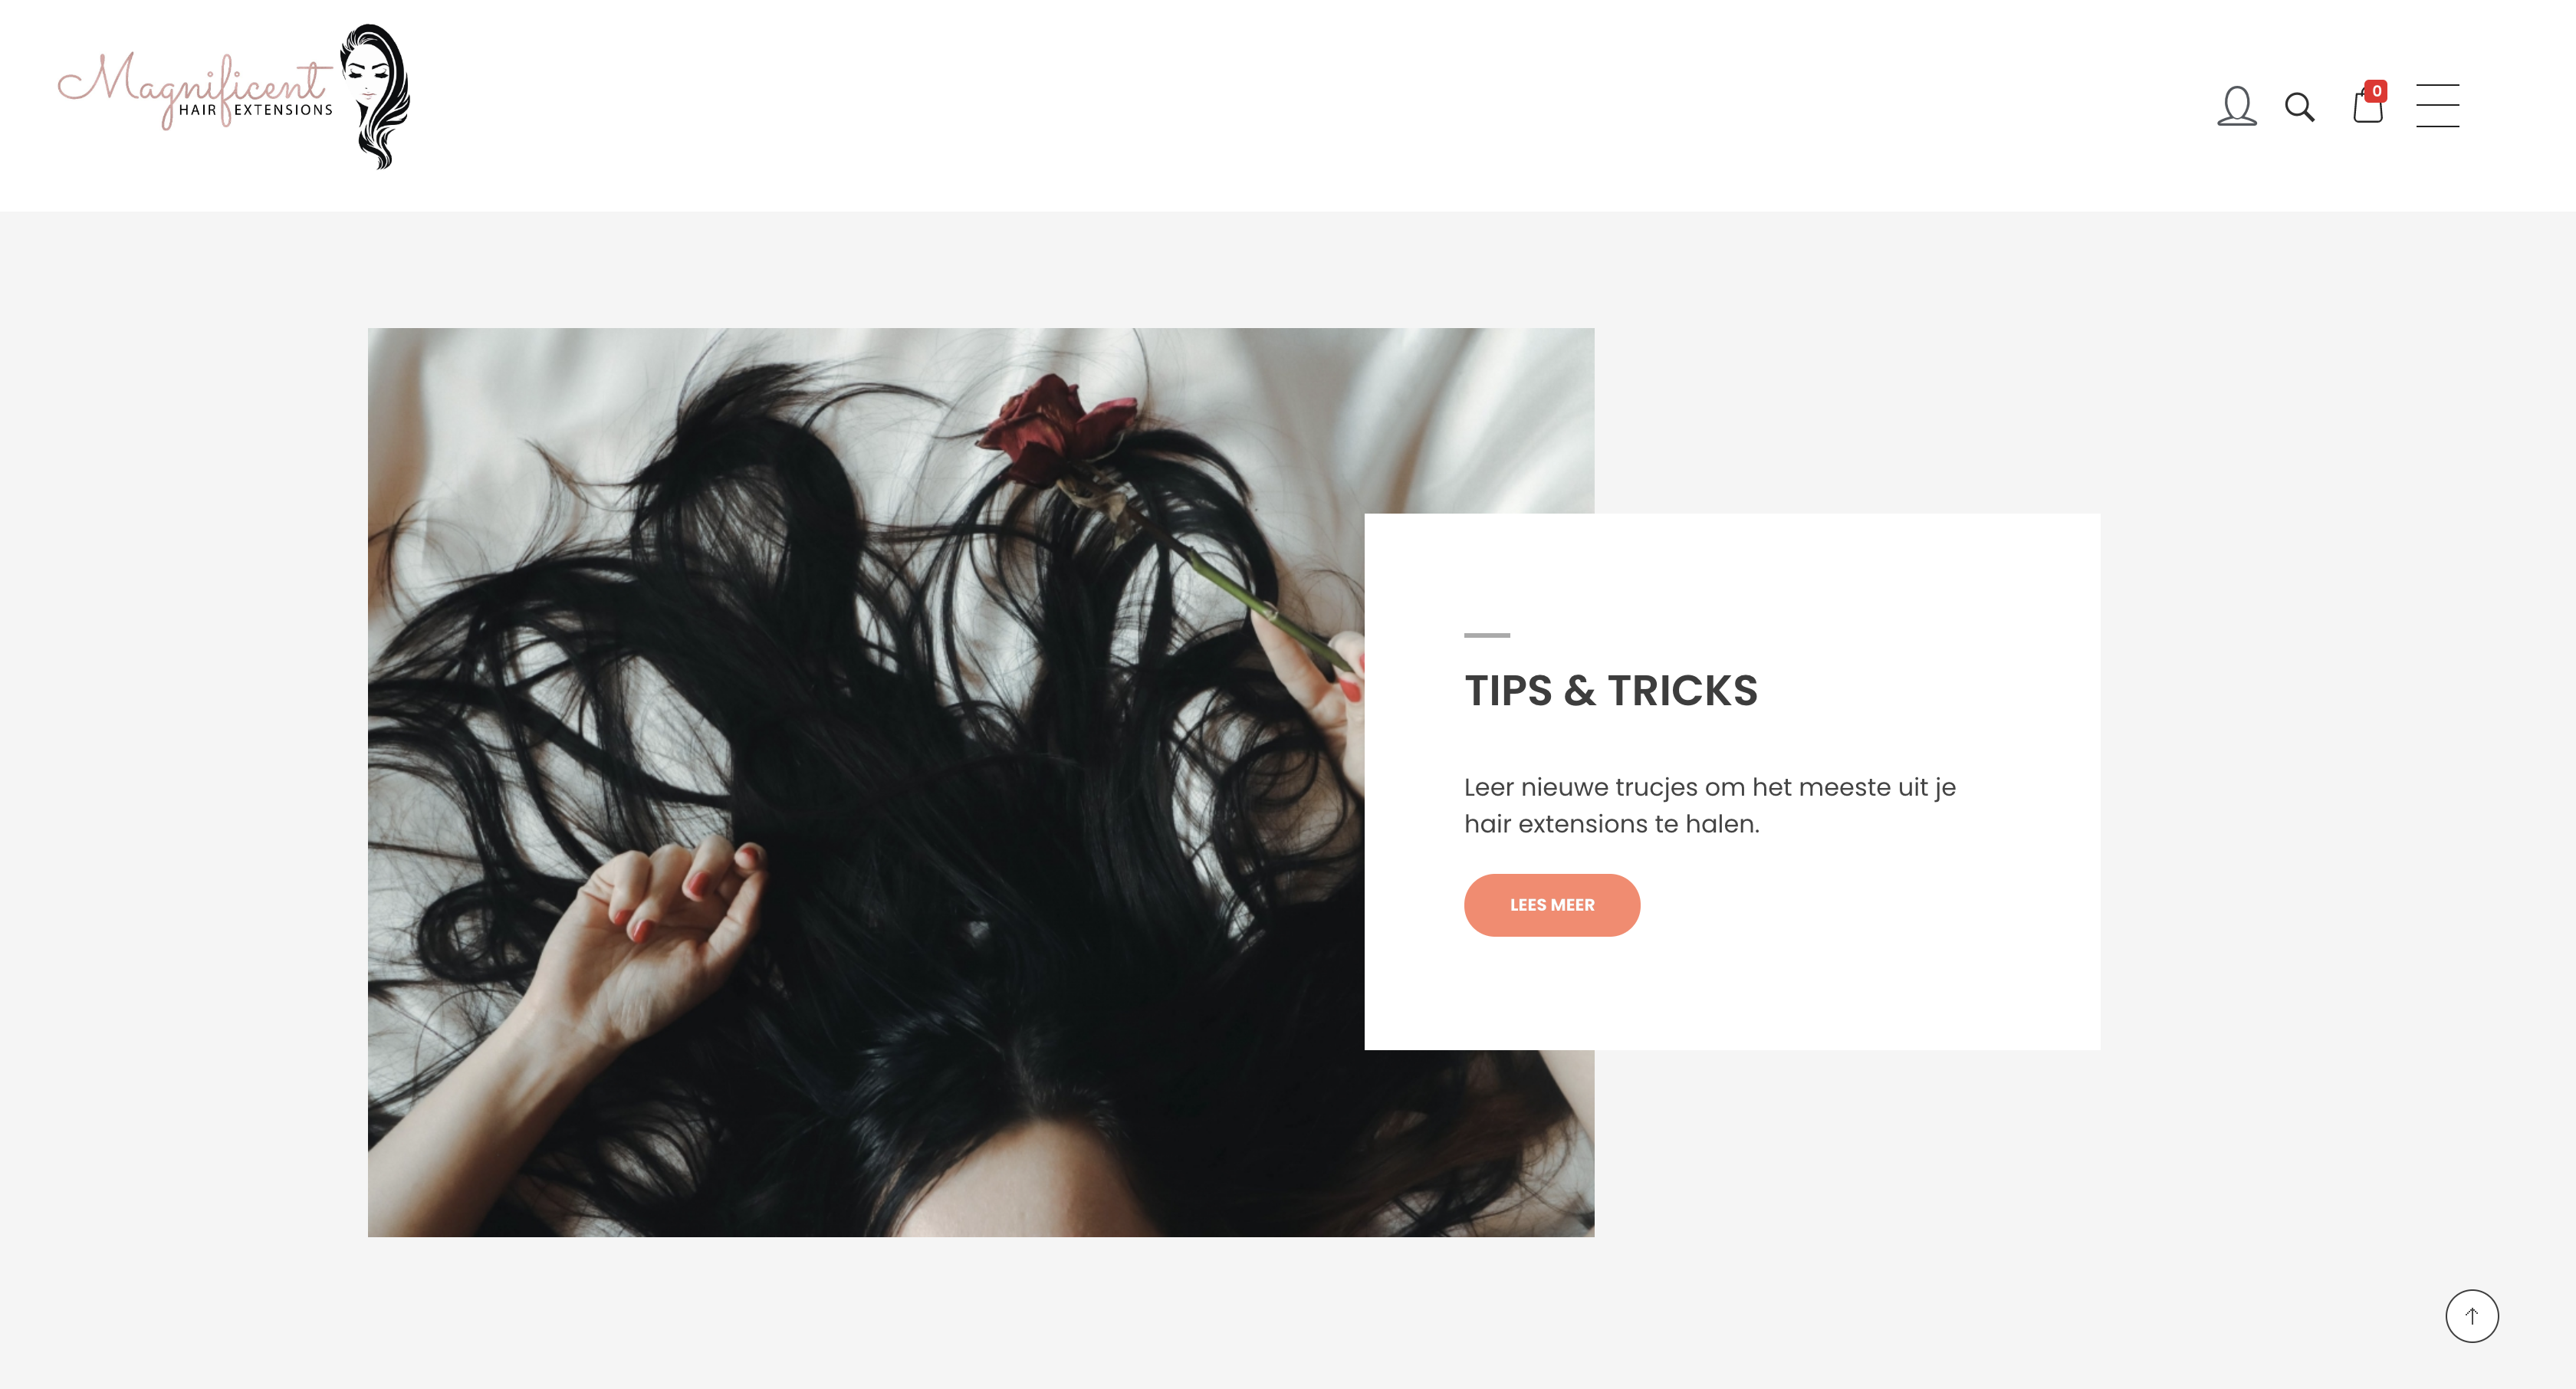 Magnificent
HAIR EXTENSIONS
0
TIPS & TRICKS
Leer nieuwe trucjes om het meeste uit je
hair extensions te halen.
LEES MEER